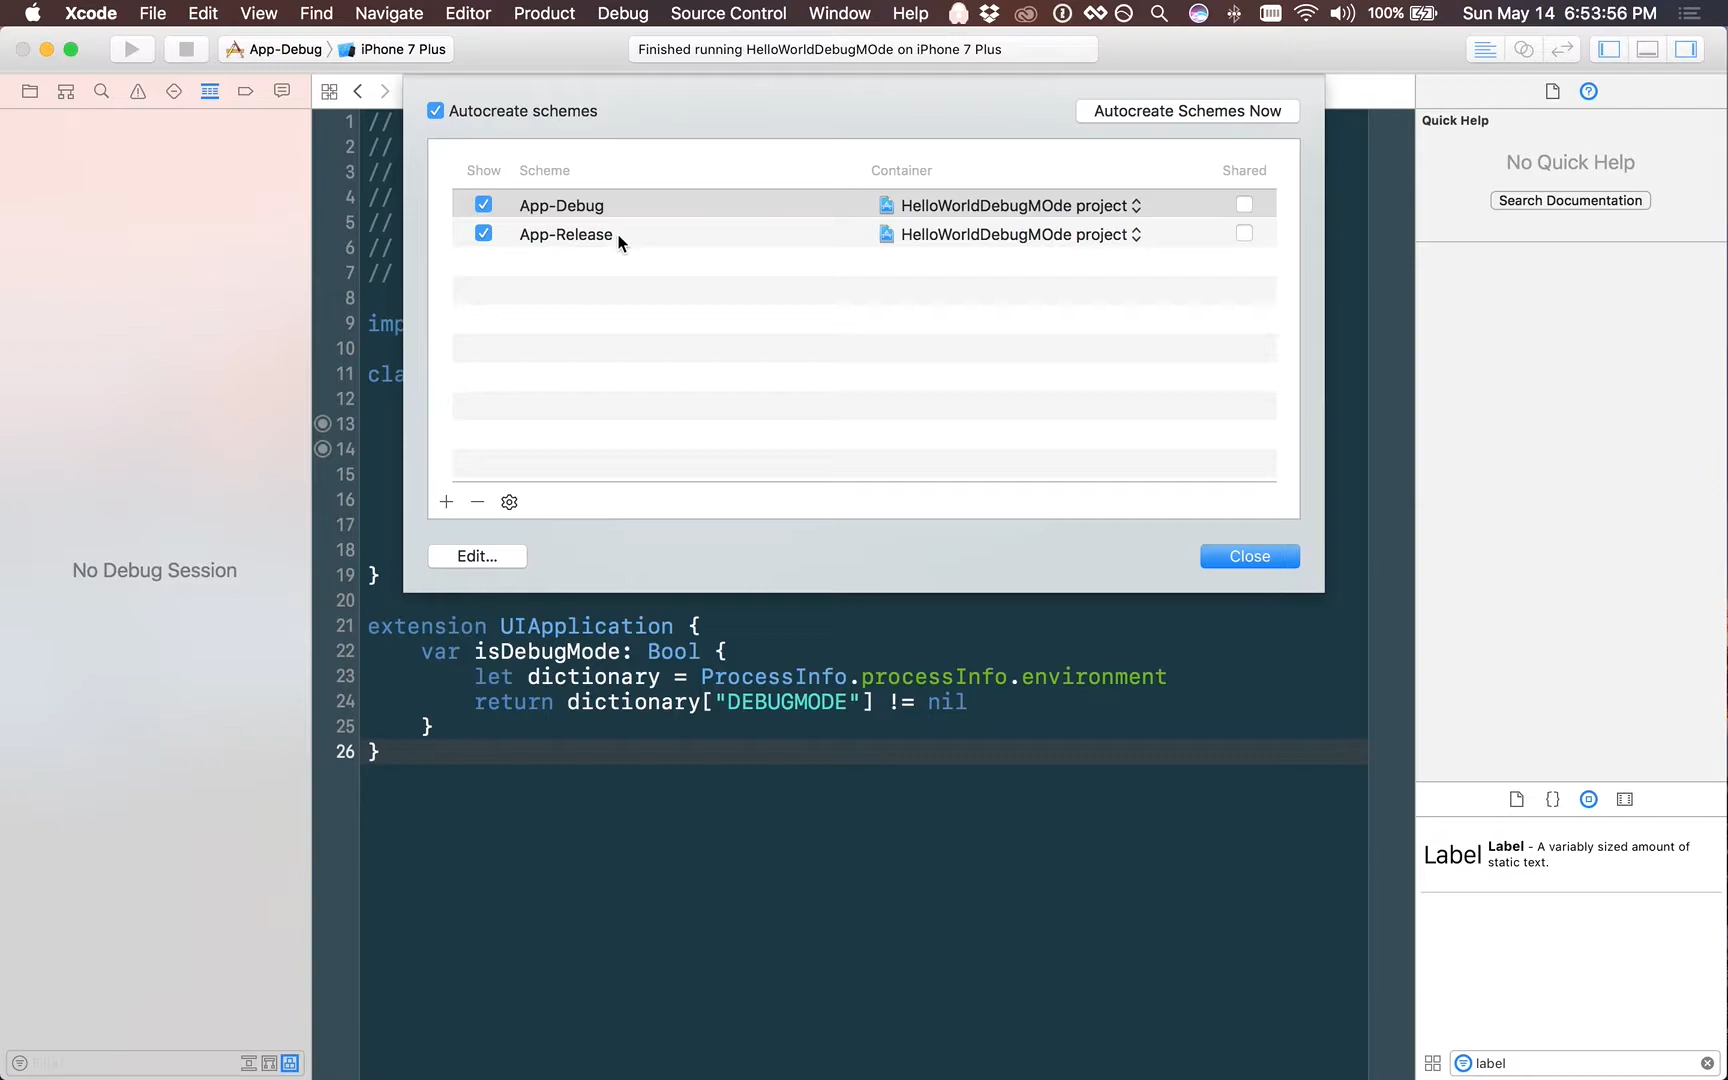 Xcode File Edit View Find Navigate Editor Product Debug Source Control Window Help 100% Sun May 14 6:53:56 PM
App-Debug iPhone 7 Plus
Finished running HelloWorldDebugMOde on iPhone 7 Plus
Autocreate schemes
Autocreate Schemes Now
Show Scheme Container Shared
App-Debug HelloWorldDebugMOde project
App-Release HelloWorldDebugMOde project
Edit...
Close
No Debug Session
1 //
2 //
3 //
4 //
5 //
6 //
7 //
8
9 imp
10
11 cla
12
13
14
15
16
17
18
19 }
20
21 extension UIApplication {
22 var isDebugMode: Bool {
23 let dictionary = ProcessInfo.processInfo.environment
24 return dictionary["DEBUGMODE"] != nil
25 }
26 }
Quick Help
No Quick Help
Search Documentation
Label
Label - A variably sized amount of
static text.
Filter
label